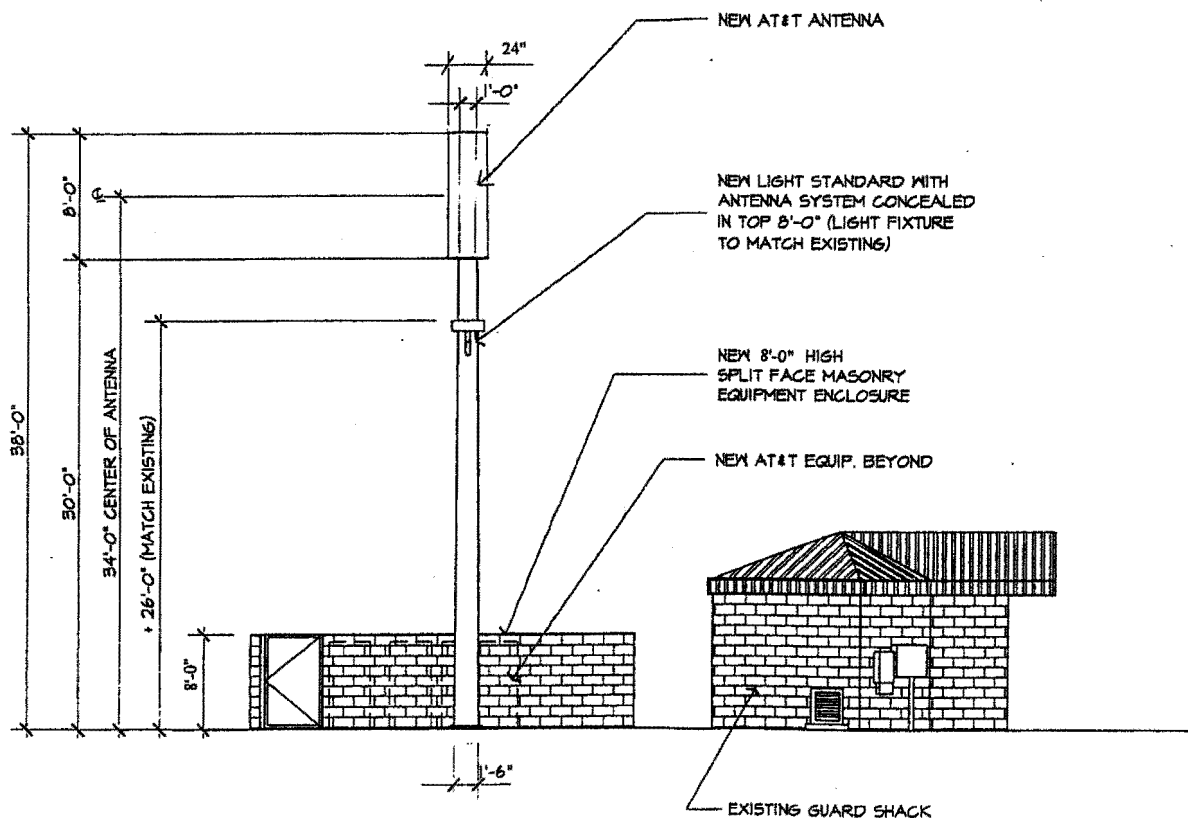 NEW AT&T ANTENNA
24"
1'-0"
NEW LIGHT STANDARD WITH
ANTENNA SYSTEM CONCEALED
IN TOP 8'-0" (LIGHT FIXTURE
TO MATCH EXISTING)
8'-0"
℄
NEW 8'-0" HIGH
SPLIT FACE MASONRY
EQUIPMENT ENCLOSURE
38'-0"
30'-0"
34'-0" CENTER OF ANTENNA
+ 26'-0" (MATCH EXISTING)
NEW AT&T EQUIP. BEYOND
8'-0"
1'-6"
EXISTING GUARD SHACK